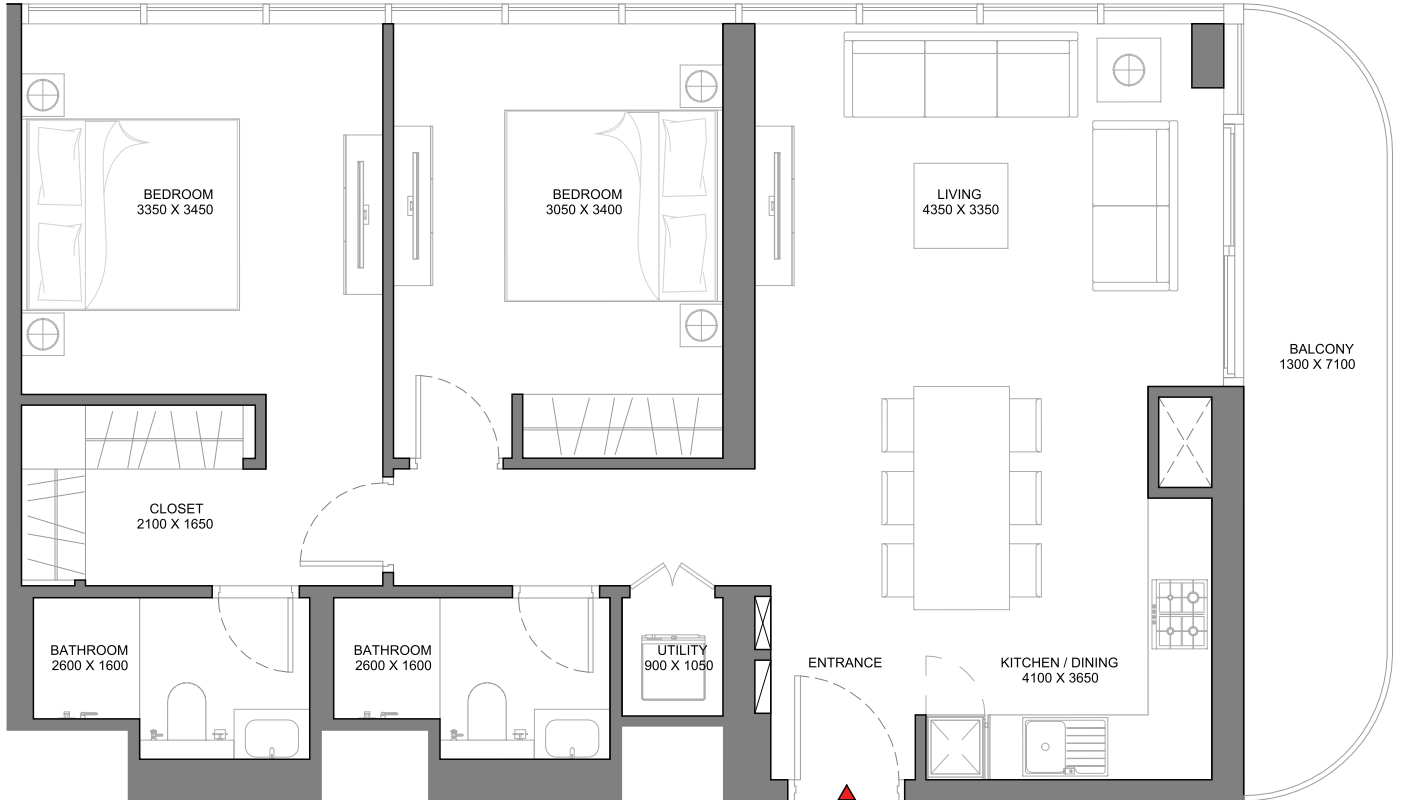 BEDROOM
3350 X 3450
BEDROOM
3050 X 3400
LIVING
4350 X 3350
BALCONY
1300 X 7100
CLOSET
2100 X 1650
BATHROOM
2600 X 1600
BATHROOM
2600 X 1600
UTILITY
900 X 1050
ENTRANCE
KITCHEN / DINING
4100 X 3650